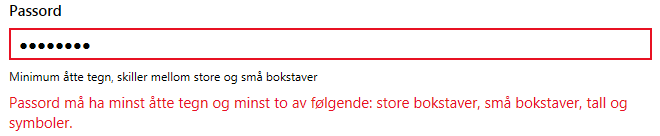 Passord
●●●●●●●●
Minimum åtte tegn, skiller mellom store og små bokstaver
Passord må ha minst åtte tegn og minst to av følgende: store bokstaver, små bokstaver, tall og
symboler.